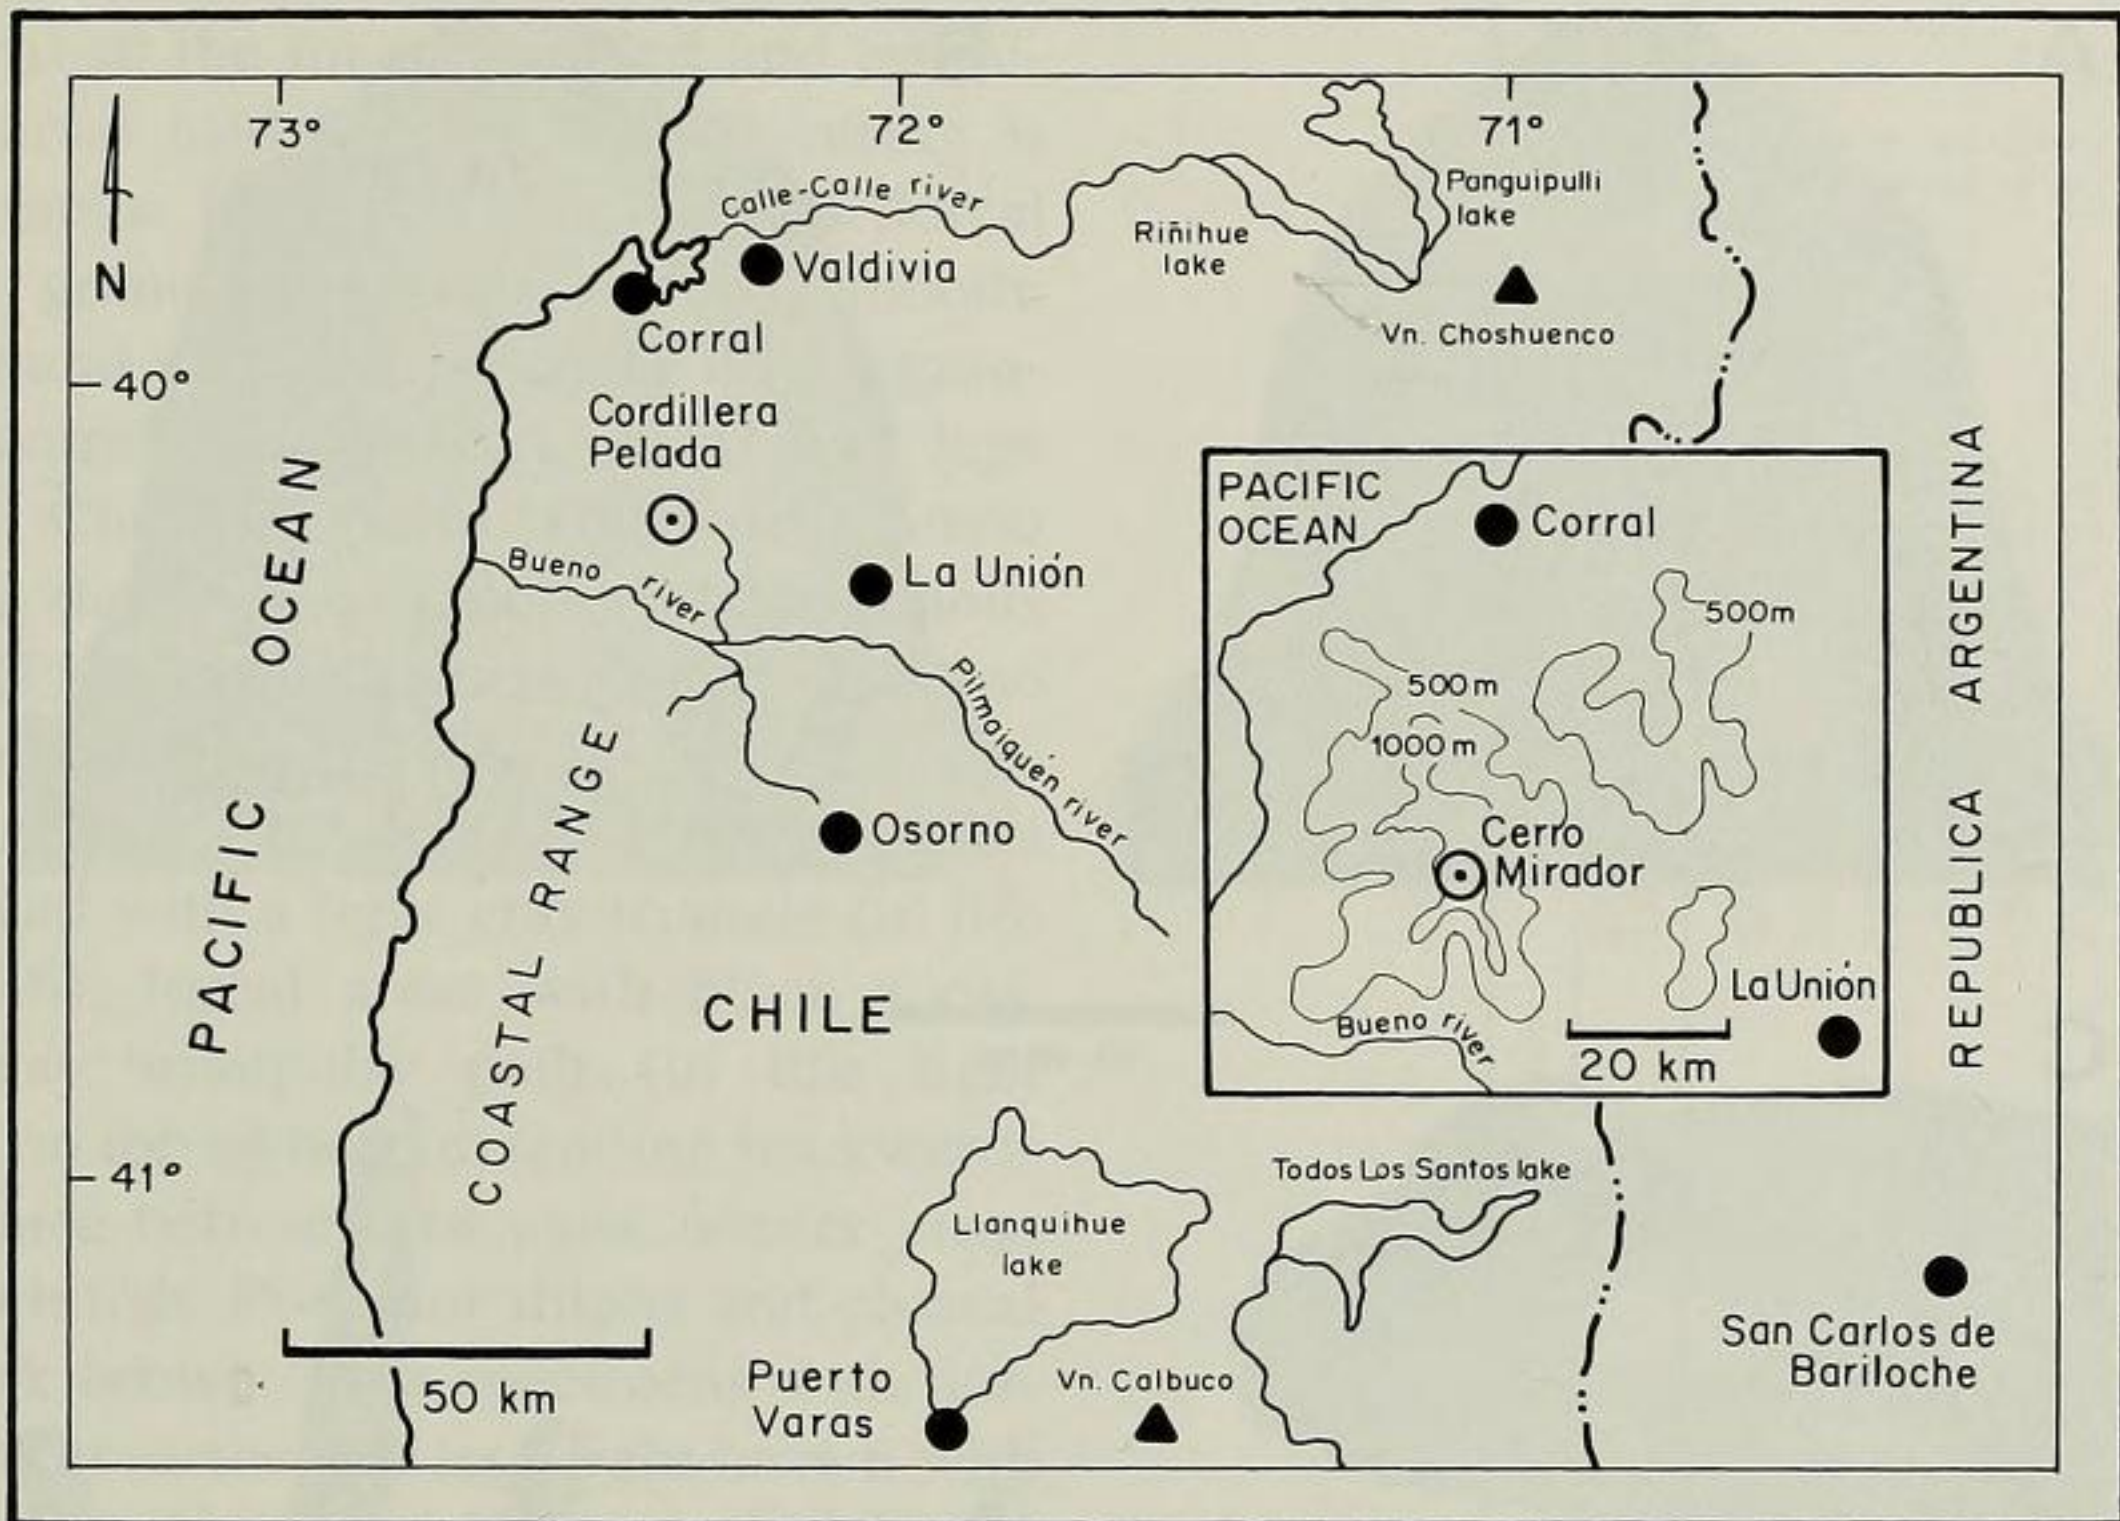 73°
72°
71°
N
Calle-Calle river
Panguipulli
lake
Riñihue
lake
Valdivia
Corral
Vn. Choshuenco
40°
Cordillera
Pelada
Bueno river
La Unión
Pilmaiquén river
Osorno
PACIFIC OCEAN
COASTAL RANGE
CHILE
REPUBLICA ARGENTINA
PACIFIC
OCEAN
Corral
500m
500m
1000m
Cerro
Mirador
La Unión
Bueno river
20 km
41°
Todos Los Santos lake
Llanquihue
lake
50 km
Puerto
Varas
Vn. Calbuco
San Carlos de
Bariloche